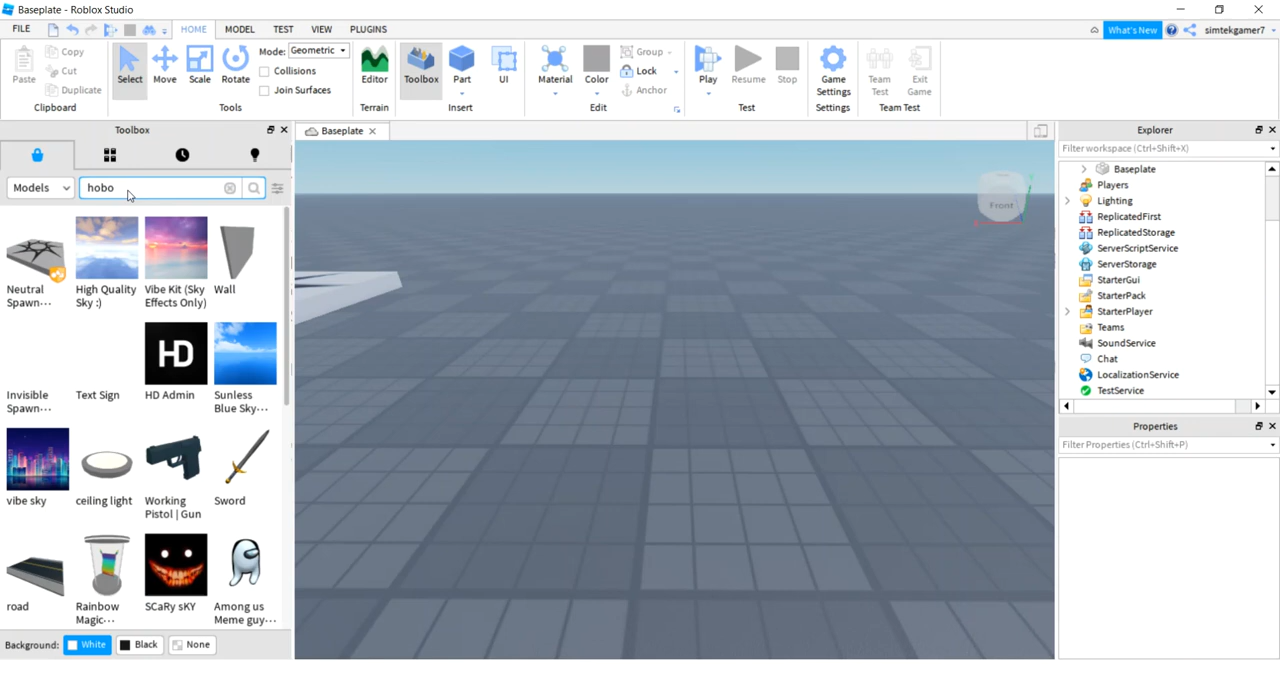 Baseplate - Roblox Studio
FILE HOME MODEL TEST VIEW PLUGINS What's New simtekgamer7
Paste Copy Cut Duplicate Clipboard
Select Move Scale Rotate Mode: Geometric Collisions Join Surfaces Tools
Editor Terrain
Toolbox Part UI Insert
Material Color Group Lock Anchor Edit
Play Resume Stop Test
Game Settings Settings
Team Test Exit Game Team Test
Toolbox
Models hobo
Neutral Spawn... High Quality Sky :) Vibe Kit (Sky Effects Only) Wall
Invisible Spawn... Text Sign HD HD Admin Sunless Blue Sky...
vibe sky ceiling light Working Pistol | Gun Sword
road Rainbow Magic... SCaRy sKY Among us Meme guy...
Background: White Black None
Baseplate
Front
Explorer
Filter workspace (Ctrl+Shift+X)
Baseplate
Players
Lighting
ReplicatedFirst
ReplicatedStorage
ServerScriptService
ServerStorage
StarterGui
StarterPack
StarterPlayer
Teams
SoundService
Chat
LocalizationService
TestService
Properties
Filter Properties (Ctrl+Shift+P)